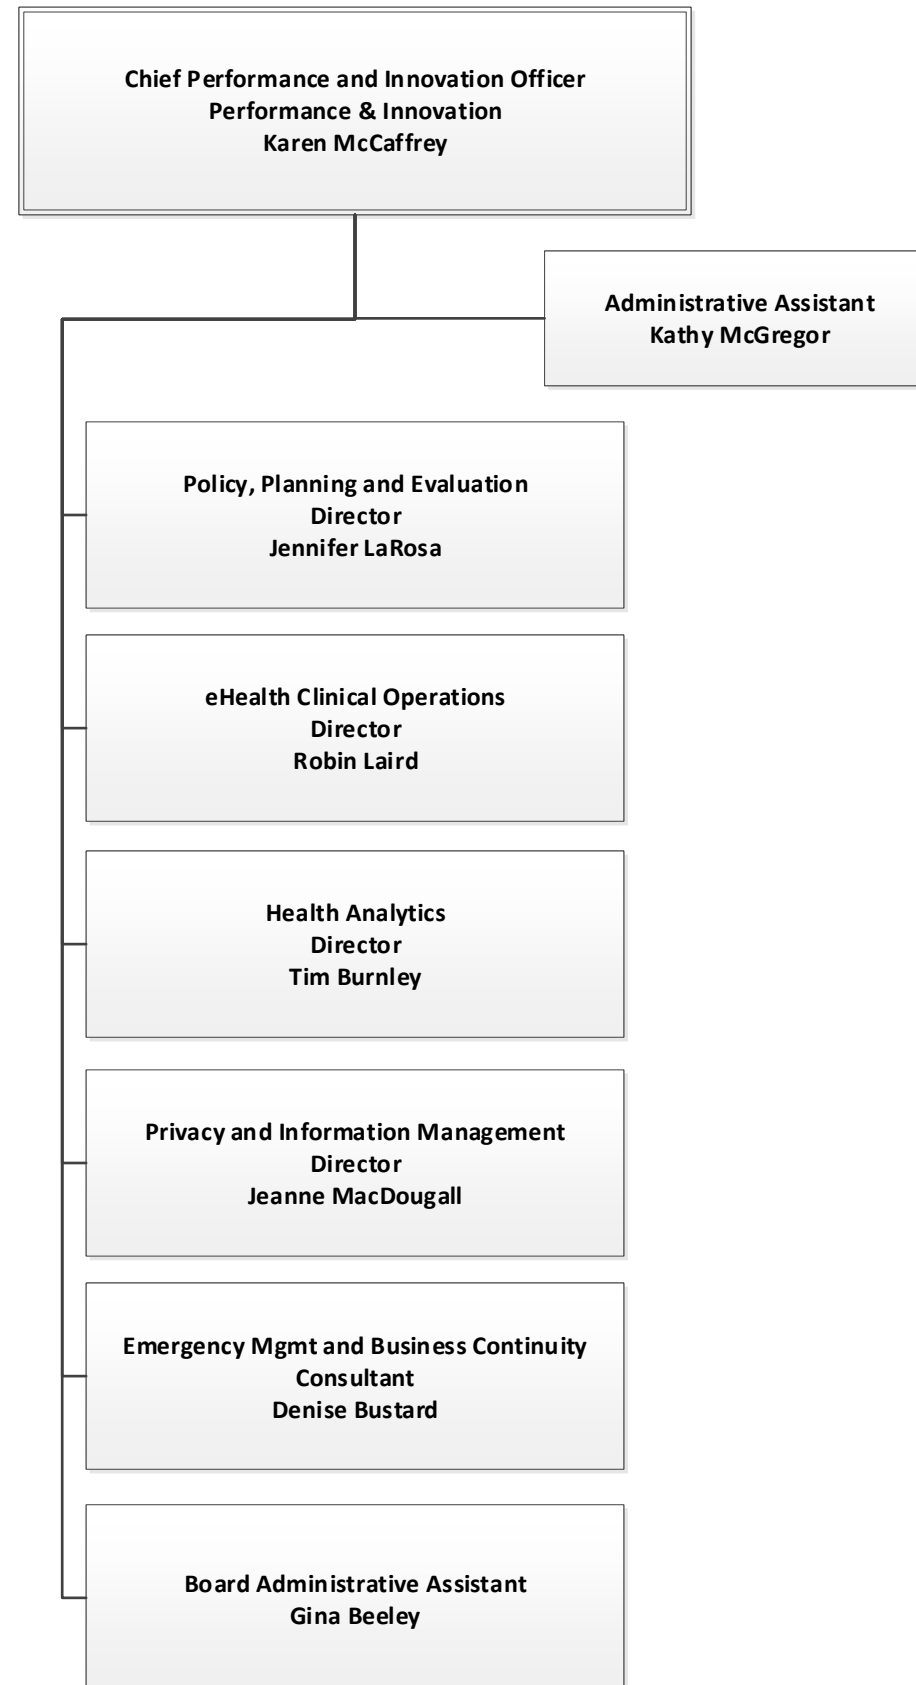 Chief Performance and Innovation Officer
Performance & Innovation
Karen McCaffrey
Administrative Assistant
Kathy McGregor
Policy, Planning and Evaluation
Director
Jennifer LaRosa
eHealth Clinical Operations
Director
Robin Laird
Health Analytics
Director
Tim Burnley
Privacy and Information Management
Director
Jeanne MacDougall
Emergency Mgmt and Business Continuity
Consultant
Denise Bustard
Board Administrative Assistant
Gina Beeley